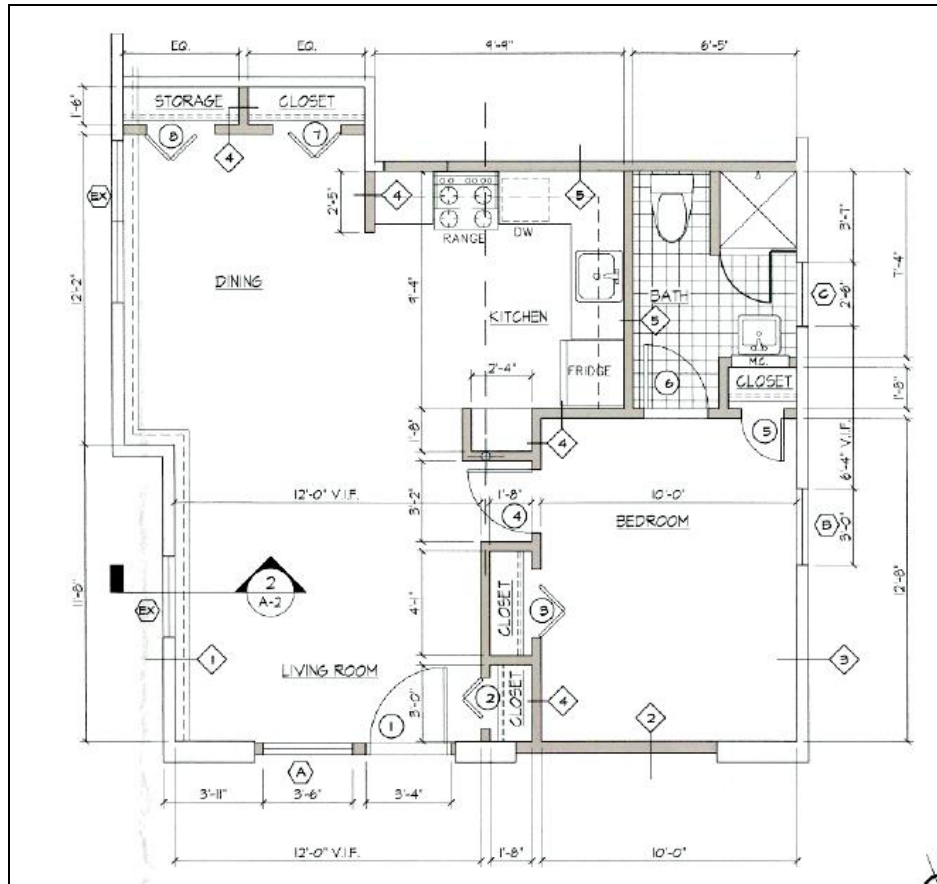 EQ.
EQ.
9'-9"
6'-5"
1'-6"
STORAGE
CLOSET
8
7
4
4
5
EX
2'-5"
RANGE
DW
3'-7"
7'-4"
12'-2"
DINING
9'-4"
KITCHEN
BATH
5
C
2'-6"
M.C.
FRIDGE
2'-4"
6
CLOSET
1'-8"
1'-8"
4
5
6'-4" V.I.F.
12'-0" V.I.F.
1'-8"
10'-0"
3'-2"
4
BEDROOM
B
3'-0"
2
A-2
11'-8"
EX
4'-1"
CLOSET
3
12'-8"
1
LIVING ROOM
3'-0"
2
CLOSET
4
3
1
2
A
3'-11"
3'-6"
3'-4"
12'-0" V.I.F.
1'-8"
10'-0"